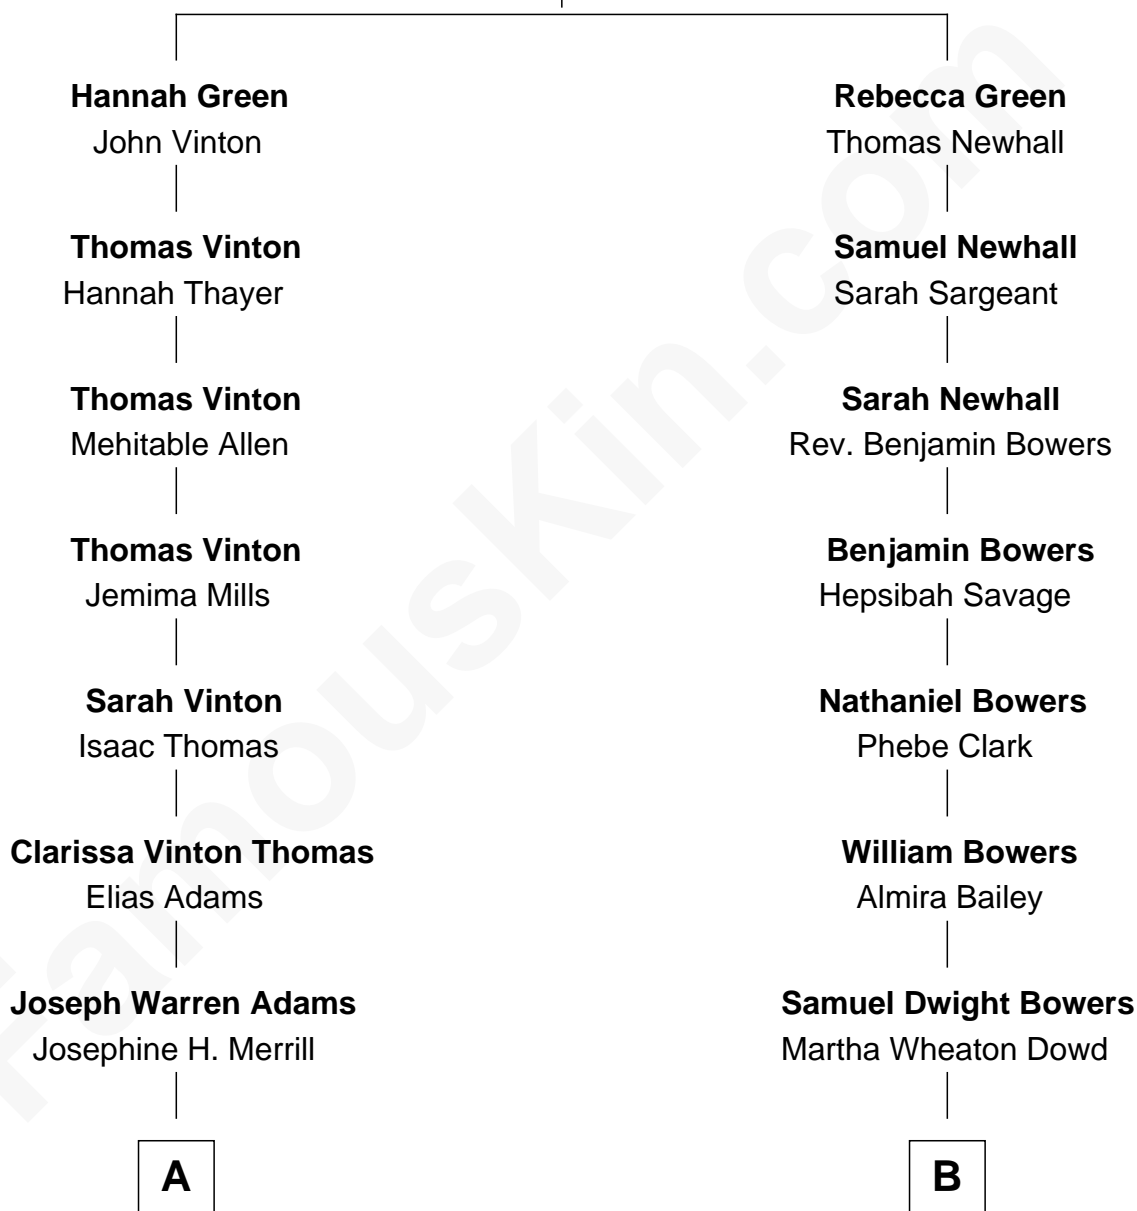 Hannah Green
John Vinton
Thomas Vinton
Hannah Thayer
Thomas Vinton
Mehitable Allen
Thomas Vinton
Jemima Mills
Sarah Vinton
Isaac Thomas
Clarissa Vinton Thomas
Elias Adams
Joseph Warren Adams
Josephine H. Merrill
A
Rebecca Green
Thomas Newhall
Samuel Newhall
Sarah Sargeant
Sarah Newhall
Rev. Benjamin Bowers
Benjamin Bowers
Hepsibah Savage
Nathaniel Bowers
Phebe Clark
William Bowers
Almira Bailey
Samuel Dwight Bowers
Martha Wheaton Dowd
B
FamousKin.com